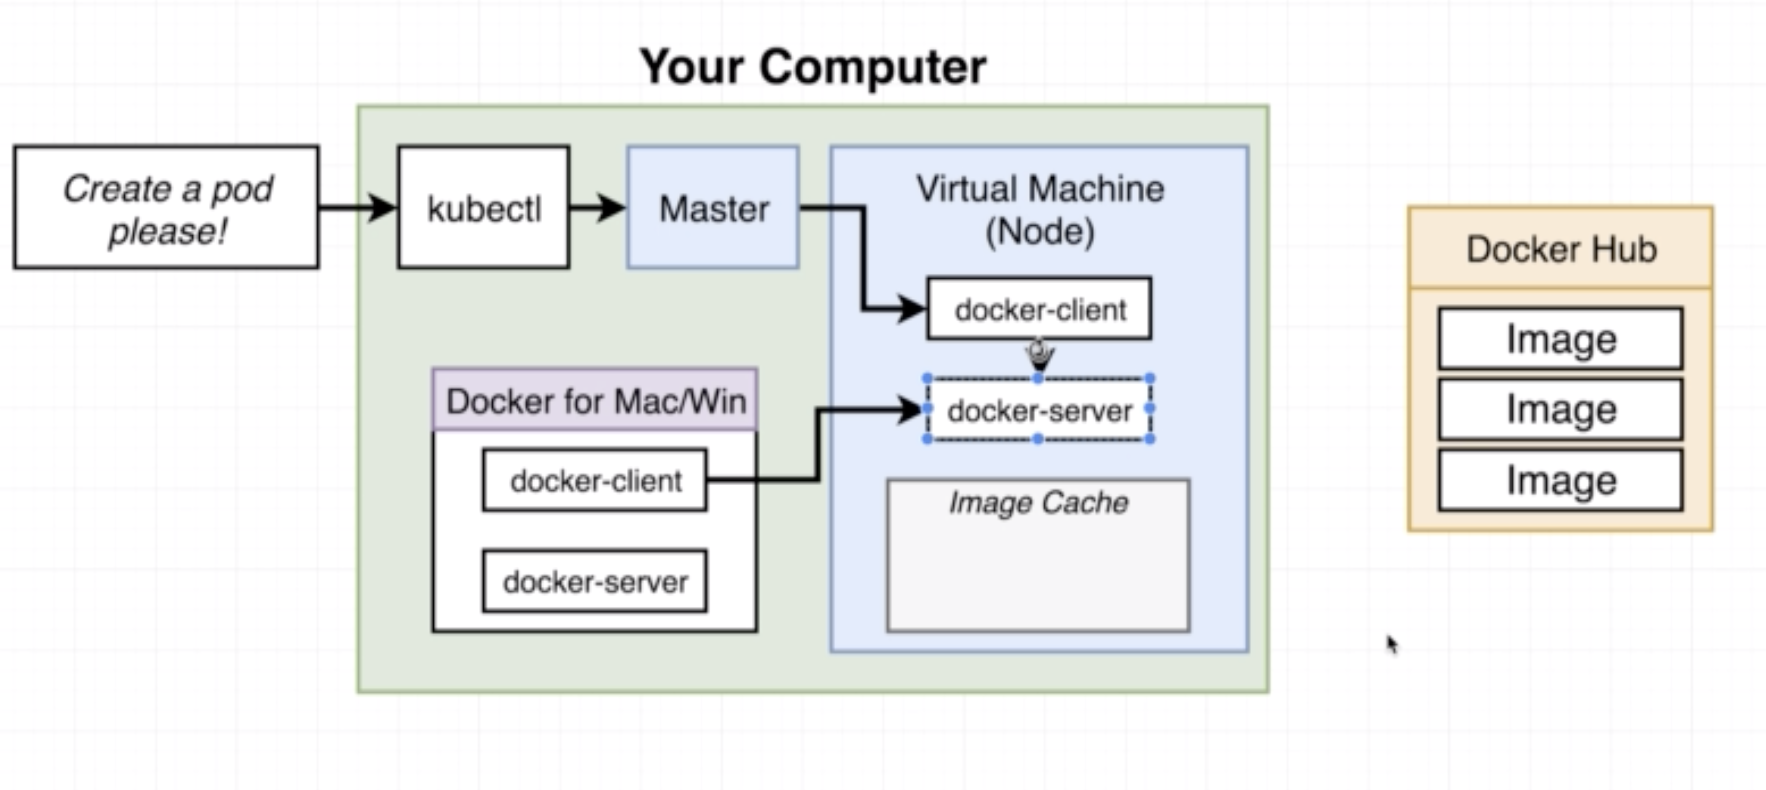 Your Computer
Create a pod
please!
kubectl
Master
Virtual Machine
(Node)
docker-client
docker-server
Image Cache
Docker for Mac/Win
docker-client
docker-server
Docker Hub
Image
Image
Image